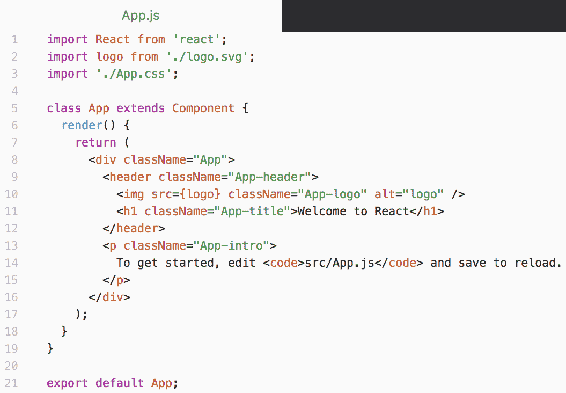 App.js
1 import React from 'react';
2 import logo from './logo.svg';
3 import './App.css';
4
5 class App extends Component {
6   render() {
7     return (
8       <div className="App">
9         <header className="App-header">
10           <img src={logo} className="App-logo" alt="logo" />
11           <h1 className="App-title">Welcome to React</h1>
12         </header>
13         <p className="App-intro">
14           To get started, edit <code>src/App.js</code> and save to reload.
15         </p>
16       </div>
17     );
18   }
19 }
20
21 export default App;